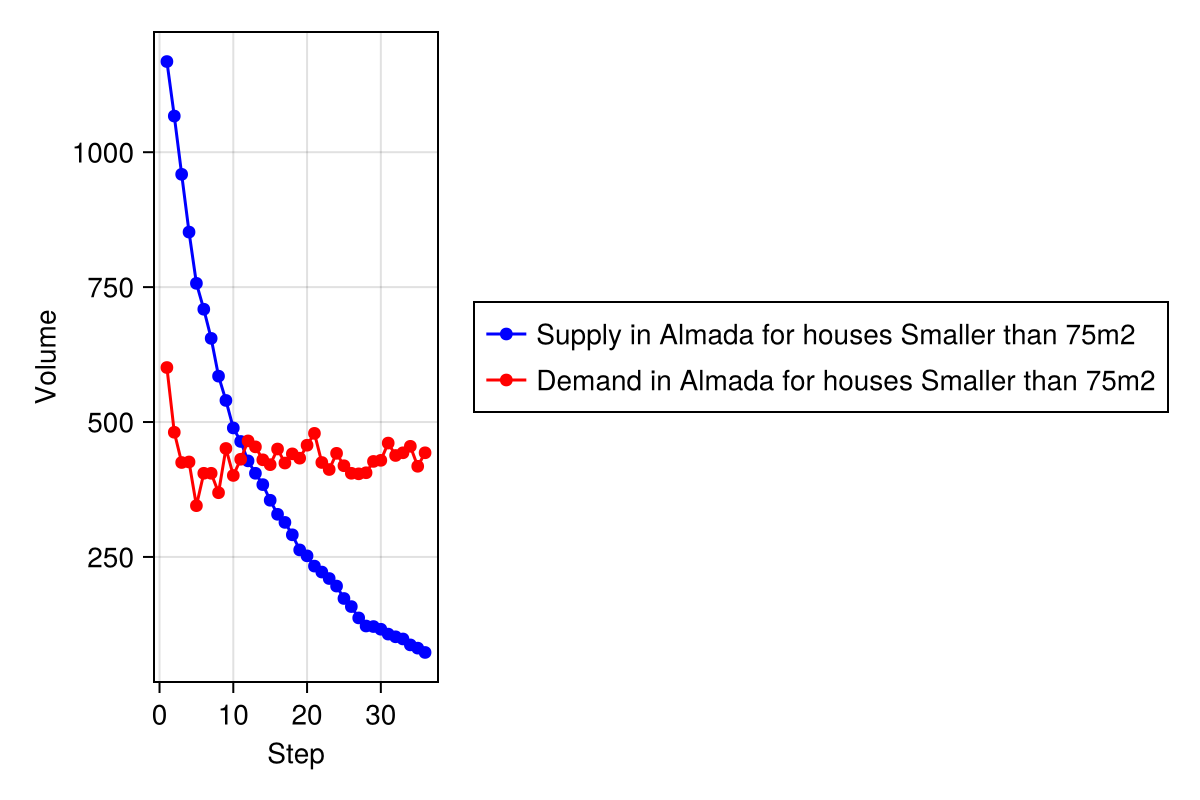 1000
750
500
250
Volume
0 10 20 30
Step
Supply in Almada for houses Smaller than 75m2
Demand in Almada for houses Smaller than 75m2